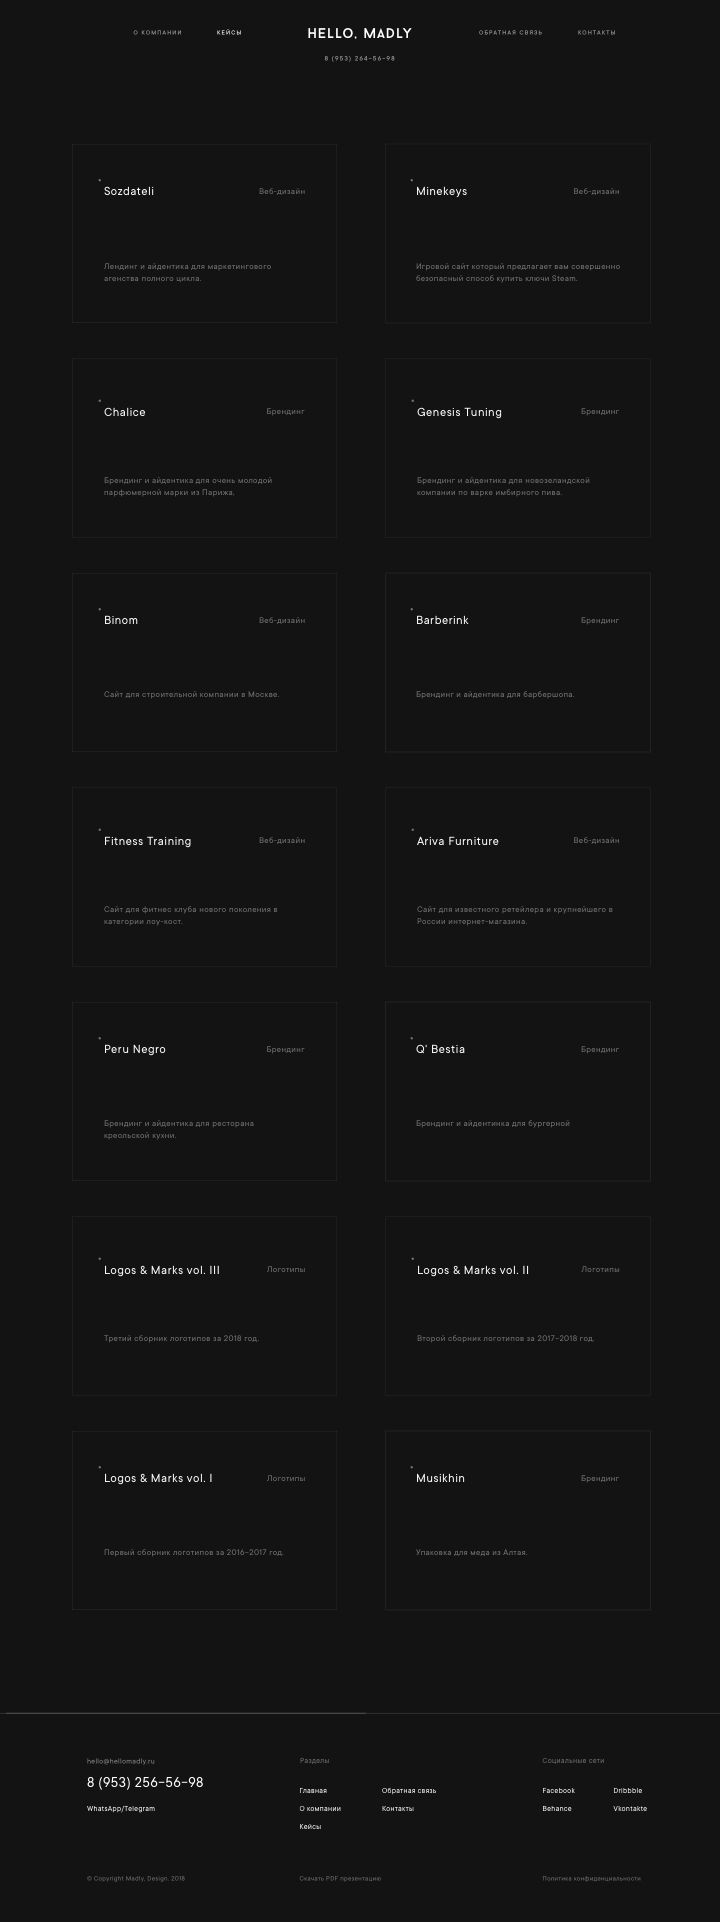 О КОМПАНИИ
КЕЙСЫ
HELLO, MADLY
ОБРАТНАЯ СВЯЗЬ
КОНТАКТЫ
8 (953) 264-56-98
Sozdateli
Веб-дизайн
Лендинг и айдентика для маркетингового
агенства полного цикла.
Minekeys
Веб-дизайн
Игровой сайт который предлагает вам совершенно
безопасный способ купить ключи Steam.
Chalice
Брендинг
Брендинг и айдентика для очень молодой
парфюмерной марки из Парижа.
Genesis Tuning
Брендинг
Брендинг и айдентика для новозеландской
компании по варке имбирного пива.
Binom
Веб-дизайн
Сайт для строительной компании в Москве.
Barberink
Брендинг
Брендинг и айдентика для барбершопа.
Fitness Training
Веб-дизайн
Сайт для фитнес клуба нового поколения в
категории лоу-кост.
Ariva Furniture
Веб-дизайн
Сайт для известного ретейлера и крупнейшего в
России интернет-магазина.
Peru Negro
Брендинг
Брендинг и айдентика для ресторана
креольской кухни.
Q' Bestia
Брендинг
Брендинг и айдентинка для бургерной
Logos & Marks vol. III
Логотипы
Третий сборник логотипов за 2018 год.
Logos & Marks vol. II
Логотипы
Второй сборник логотипов за 2017-2018 год.
Logos & Marks vol. I
Логотипы
Первый сборник логотипов за 2016-2017 год.
Musikhin
Брендинг
Упаковка для меда из Алтая.
hello@hellomadly.ru
8 (953) 256-56-98
WhatsApp/Telegram
Разделы
Главная
Обратная связь
О компании
Контакты
Кейсы
Социальные сети
Facebook
Dribbble
Behance
Vkontakte
© Copyright Madly. Design. 2018
Скачать PDF презентацию
Политика конфиденциальности